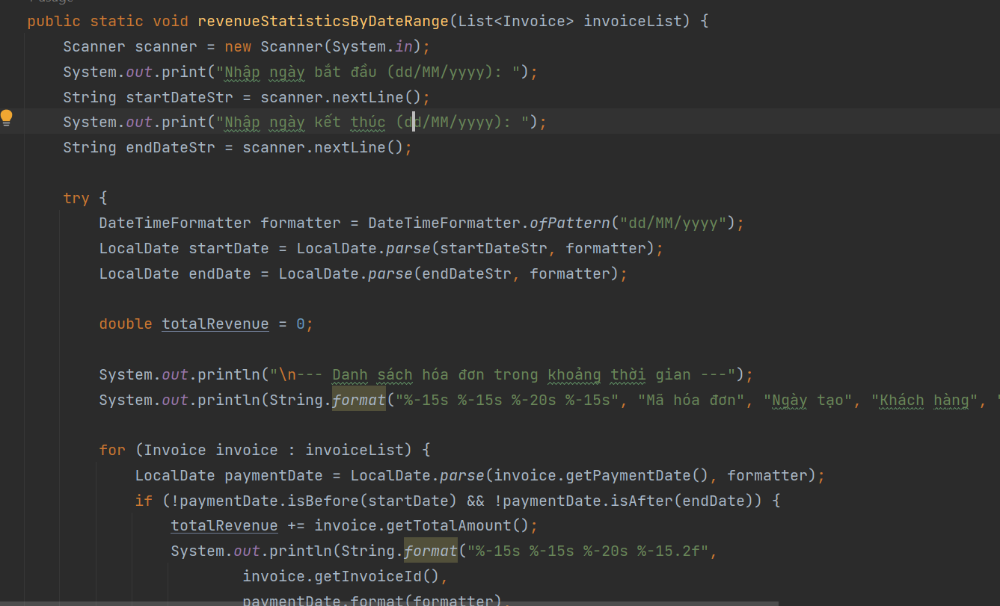 public static void revenueStatisticsByDateRange(List<Invoice> invoiceList) {
Scanner scanner = new Scanner(System.in);
System.out.print("Nhập ngày bắt đầu (dd/MM/yyyy): ");
String startDateStr = scanner.nextLine();
System.out.print("Nhập ngày kết thúc (dd/MM/yyyy): ");
String endDateStr = scanner.nextLine();
try {
DateTimeFormatter formatter = DateTimeFormatter.ofPattern("dd/MM/yyyy");
LocalDate startDate = LocalDate.parse(startDateStr, formatter);
LocalDate endDate = LocalDate.parse(endDateStr, formatter);
double totalRevenue = 0;
System.out.println("\n--- Danh sách hóa đơn trong khoảng thời gian ---");
System.out.println(String.format("%-15s %-15s %-20s %-15s", "Mã hóa đơn", "Ngày tạo", "Khách hàng", "
for (Invoice invoice : invoiceList) {
LocalDate paymentDate = LocalDate.parse(invoice.getPaymentDate(), formatter);
if (!paymentDate.isBefore(startDate) && !paymentDate.isAfter(endDate)) {
totalRevenue += invoice.getTotalAmount();
System.out.println(String.format("%-15s %-15s %-20s %-15.2f",
invoice.getInvoiceId(),
paymentDate.format(formatter),